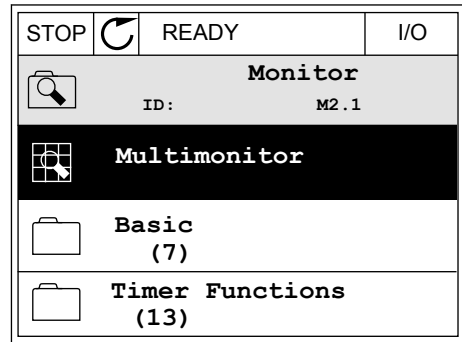 STOP READY I/O
Monitor
ID: M2.1
Multimonitor
Basic
(7)
Timer Functions
(13)